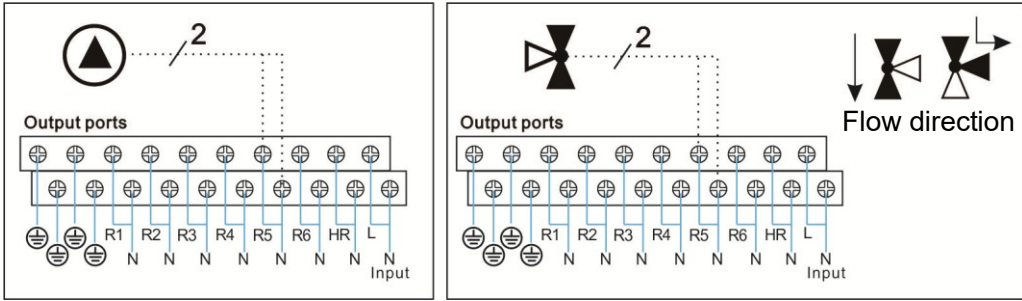 2
Output ports
R1 R2 R3 R4 R5 R6 HR L
N N N N N N N N
Input
2
Flow direction
Output ports
R1 R2 R3 R4 R5 R6 HR L
N N N N N N N N
Input